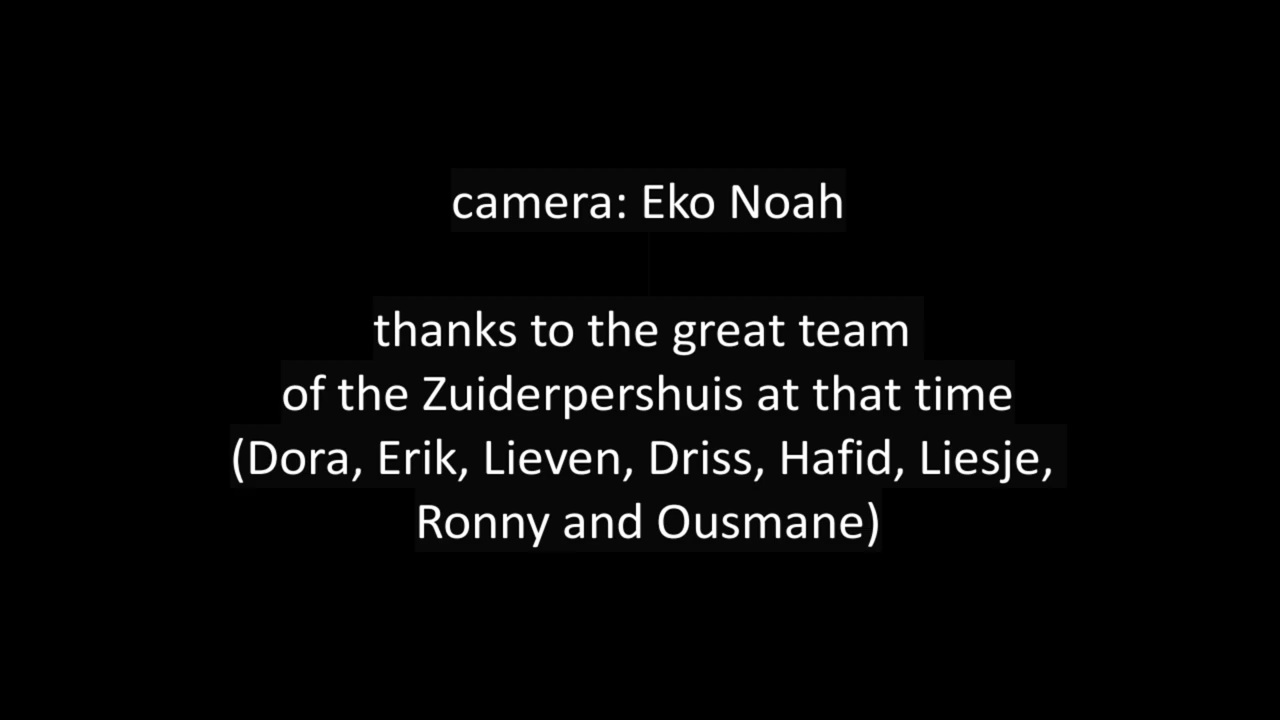 camera: Eko Noah
thanks to the great team
of the Zuiderpershuis at that time
(Dora, Erik, Lieven, Driss, Hafid, Liesje,
Ronny and Ousmane)